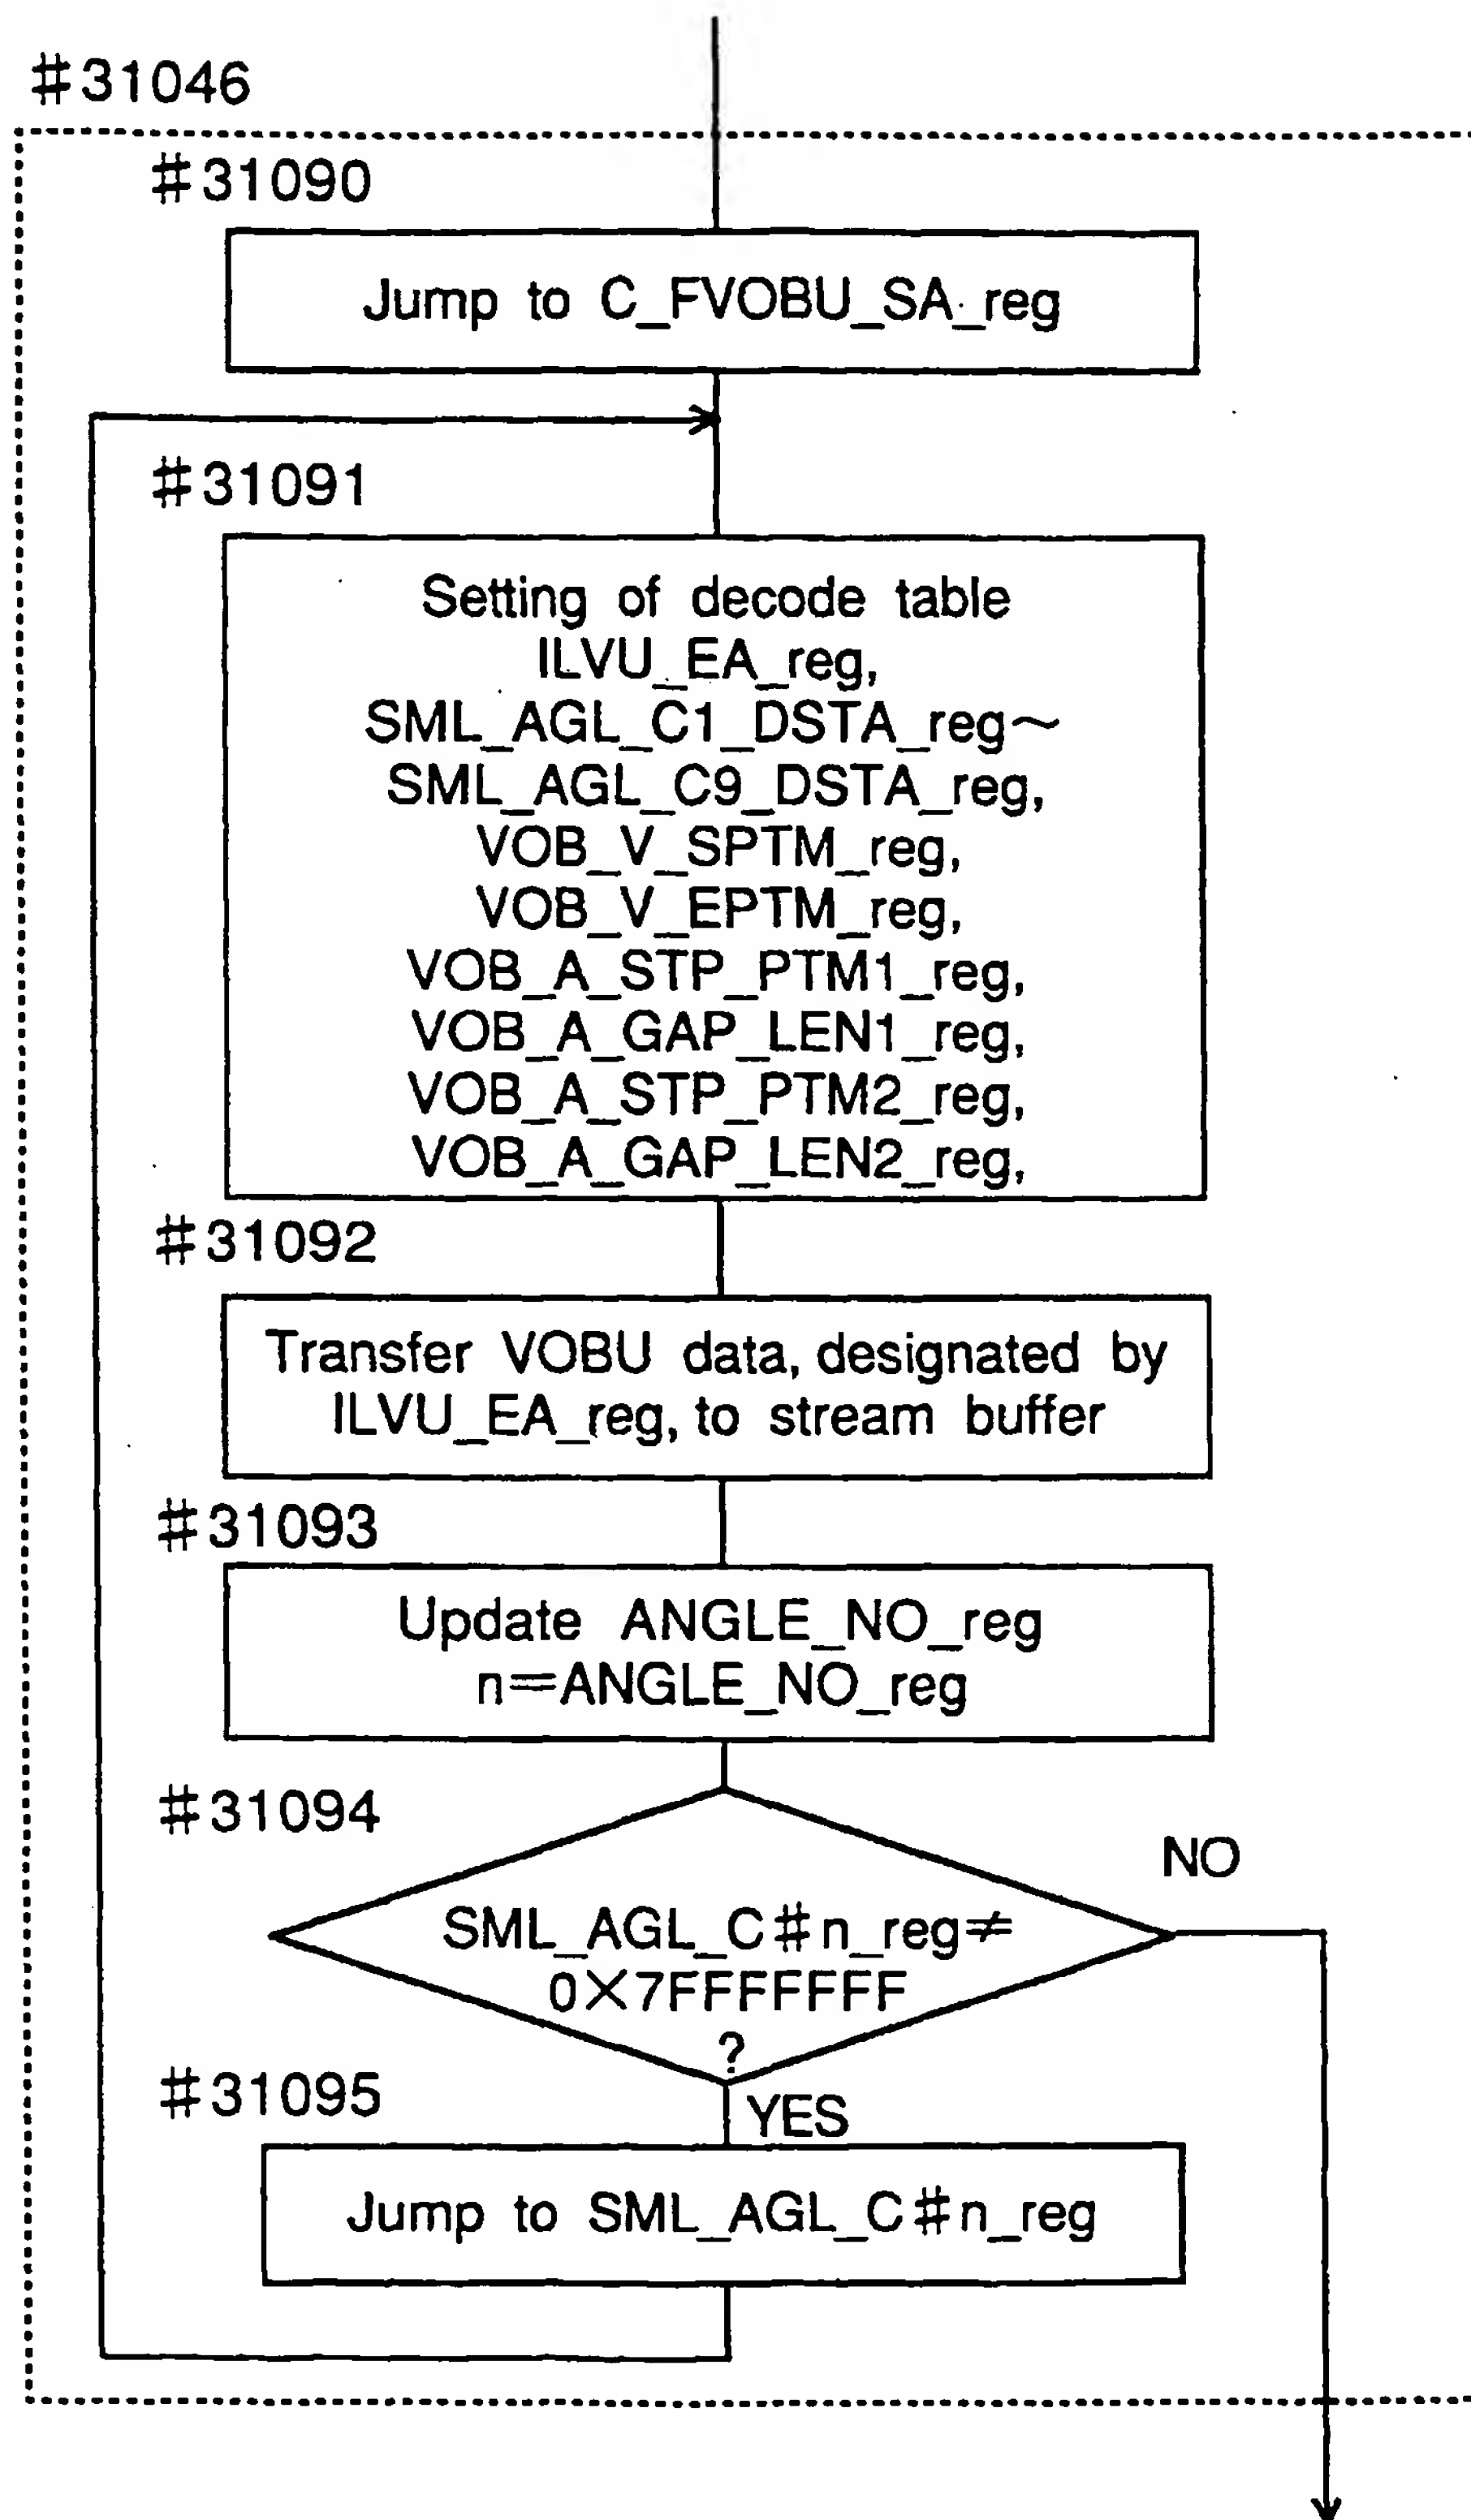 #31046
#31090
Jump to C_FVOBU_SA_reg
#31091
Setting of decode table
ILVU_EA_reg,
SML_AGL_C1_DSTA_reg~
SML_AGL_C9_DSTA_reg,
VOB_V_SPTM_reg,
VOB_V_EPTM_reg,
VOB_A_STP_PTM1_reg,
VOB_A_GAP_LEN1_reg,
VOB_A_STP_PTM2_reg,
VOB_A_GAP_LEN2_reg,
#31092
Transfer VOBU data, designated by
ILVU_EA_reg, to stream buffer
#31093
Update ANGLE_NO_reg
n=ANGLE_NO_reg
#31094
NO
SML_AGL_C#n_reg≠
0×7FFFFFFF
?
#31095
YES
Jump to SML_AGL_C#n_reg